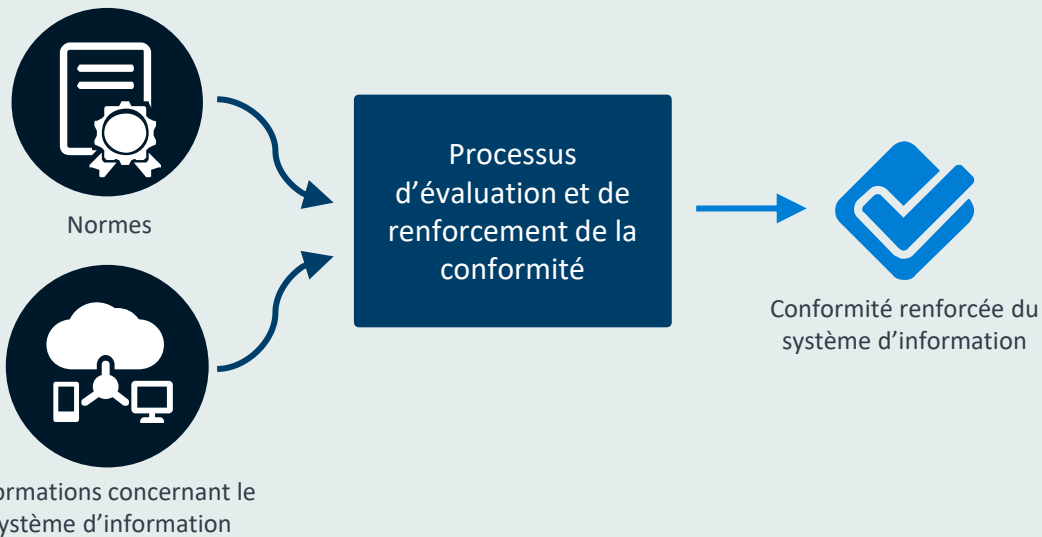 Normes
ormations concernant le
ystème d’information
Processus
d’évaluation et de
renforcement de la
conformité
Conformité renforcée du
système d’information